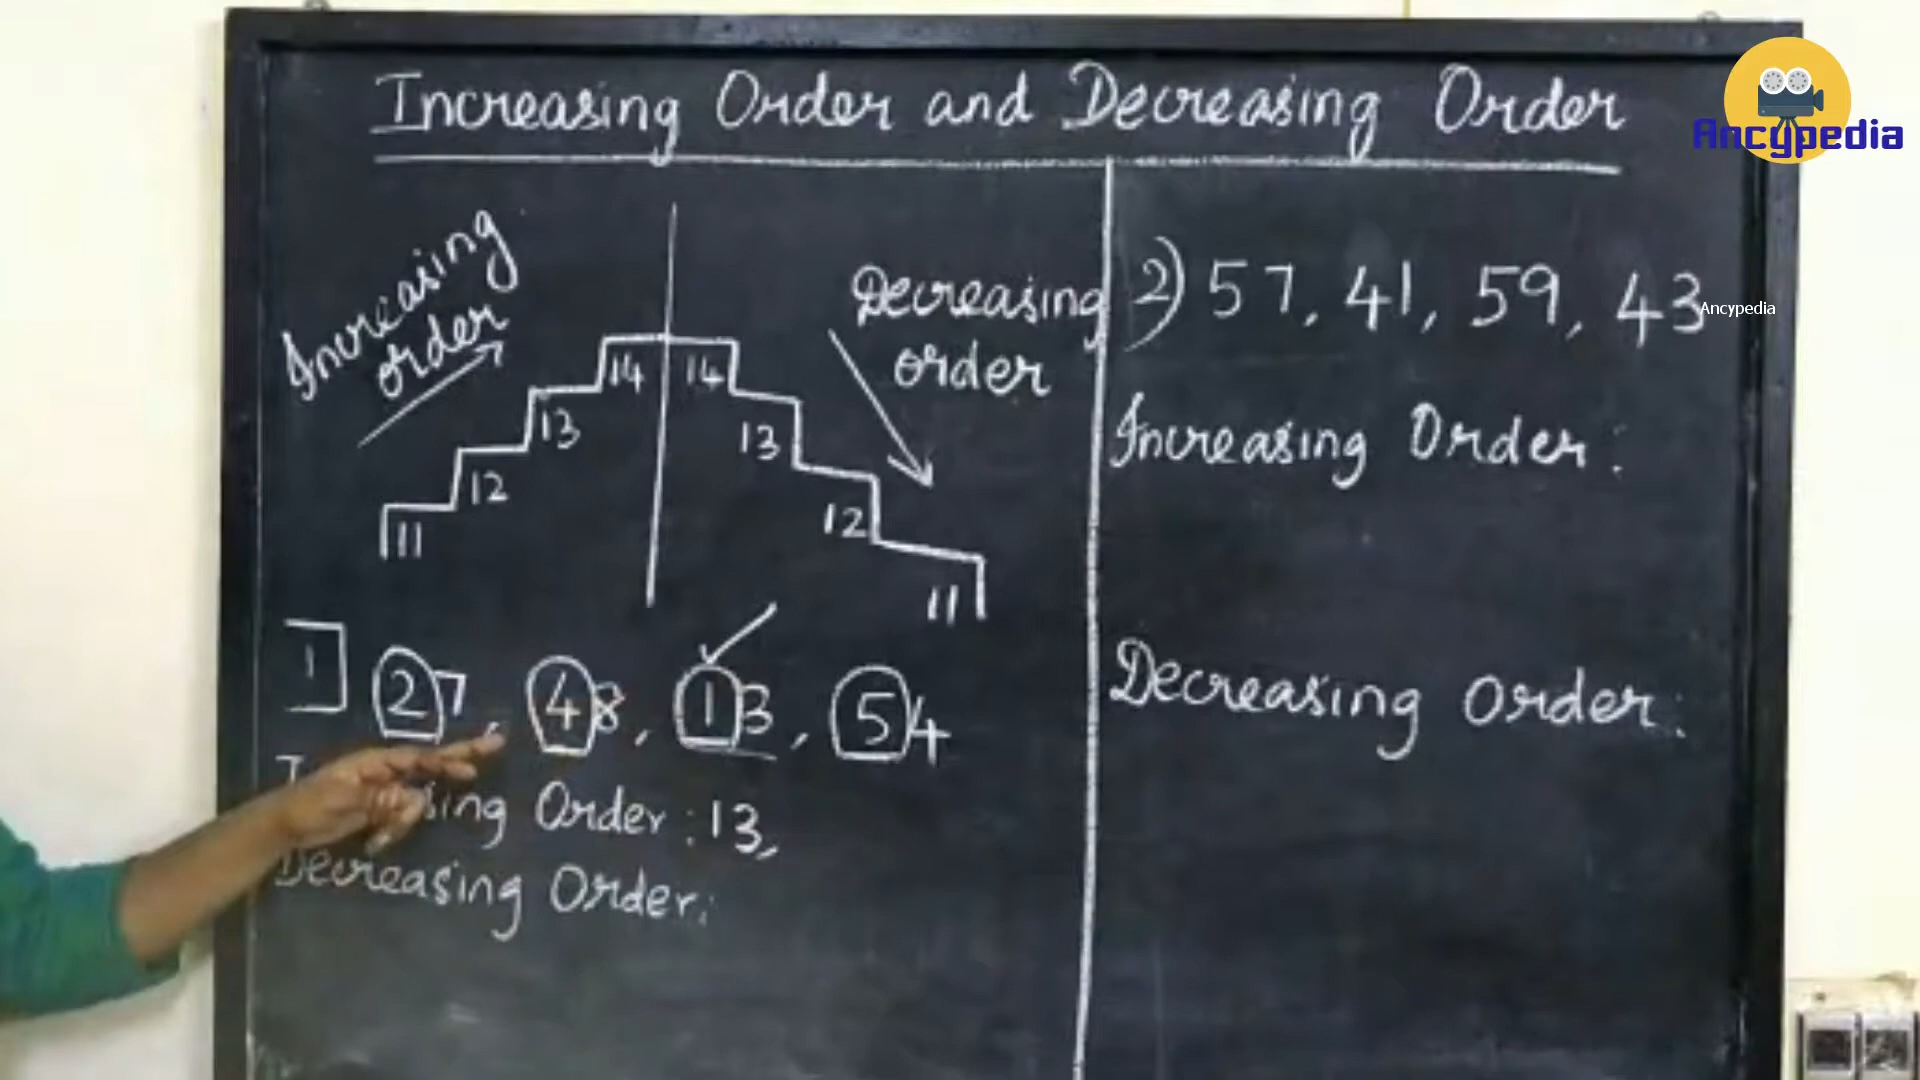 Increasing Order and Decreasing Order
Ancypedia
Increasing
order
14
13
12
11
14
13
12
11
Decreasing
order
1 27, 48, 13, 54
Order: 13,
Decreasing Order:
2) 57, 41, 59, 43
Ancypedia
Increasing Order:
Decreasing Order: